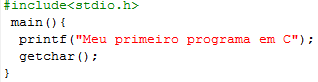 #include<stdio.h>
main(){
printf("Meu primeiro programa em C");
getchar();
}